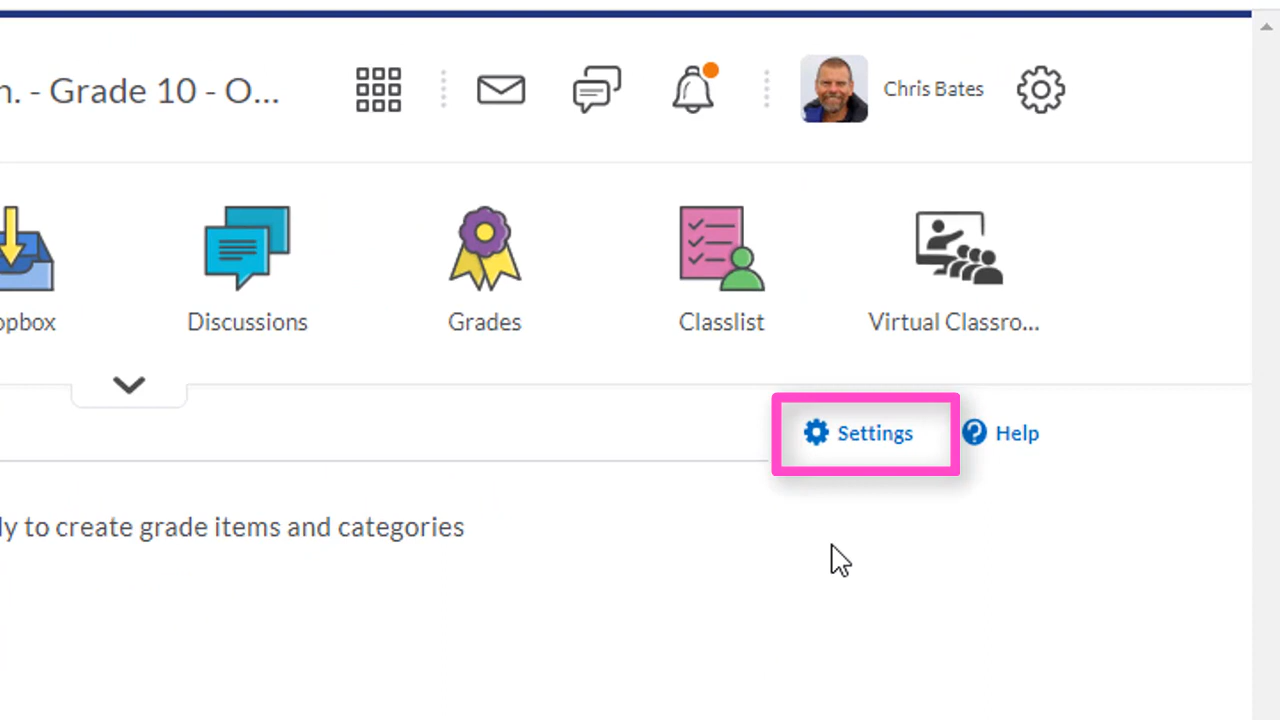 n. - Grade 10 - O...
Chris Bates
opbox
Discussions
Grades
Classlist
Virtual Classro...
Settings
Help
ly to create grade items and categories